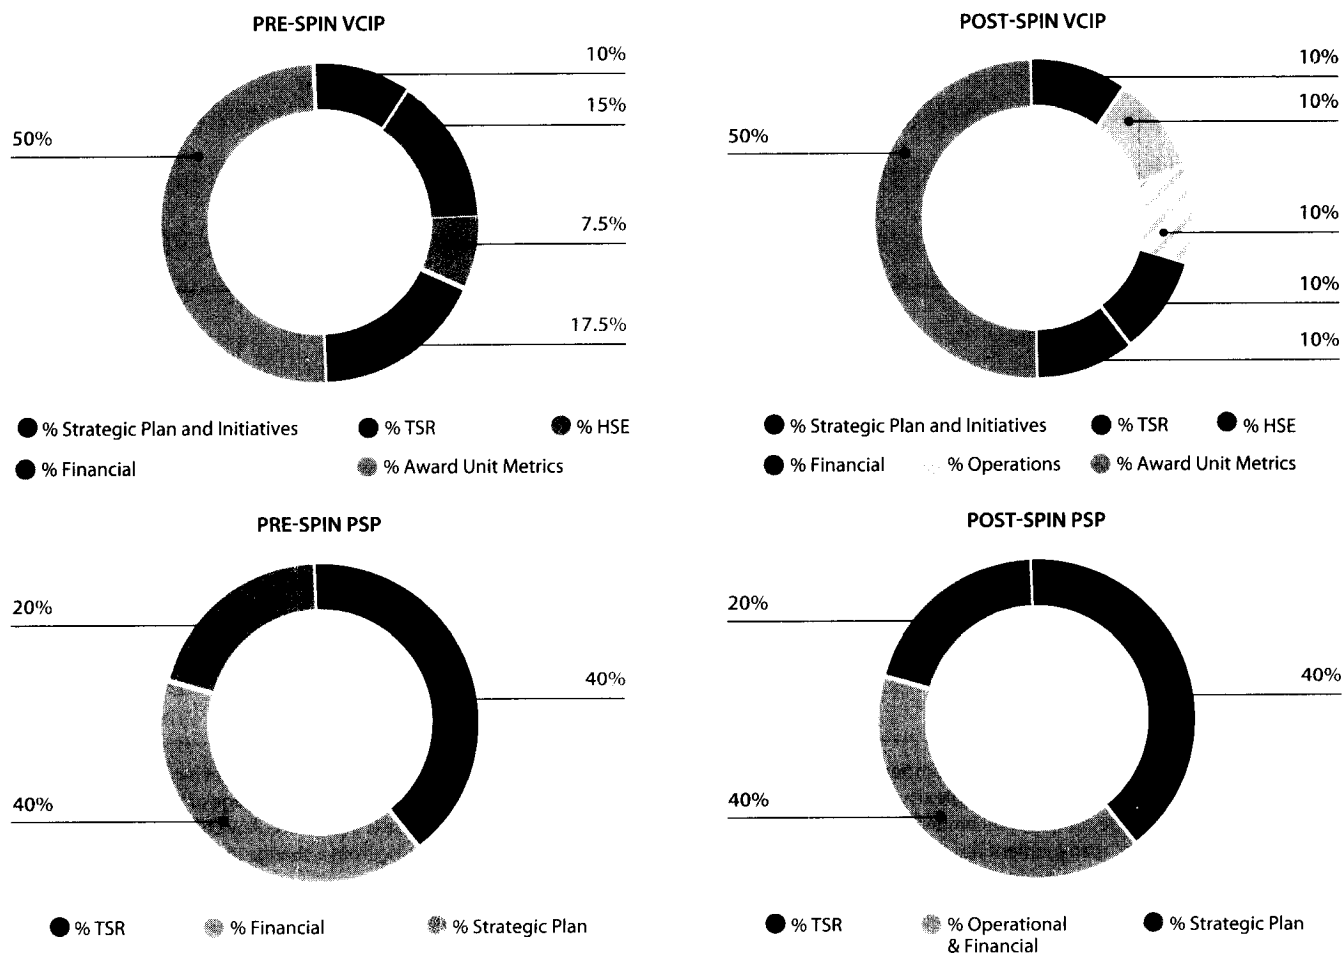 PRE-SPIN VCIP
10%
15%
50%
7.5%
17.5%
% Strategic Plan and Initiatives % TSR % HSE
% Financial % Award Unit Metrics
POST-SPIN VCIP
10%
10%
50%
10%
10%
10%
% Strategic Plan and Initiatives % TSR % HSE
% Financial % Operations % Award Unit Metrics
PRE-SPIN PSP
20%
40%
40%
% TSR % Financial % Strategic Plan
POST-SPIN PSP
20%
40%
40%
% TSR % Operational % Strategic Plan
& Financial